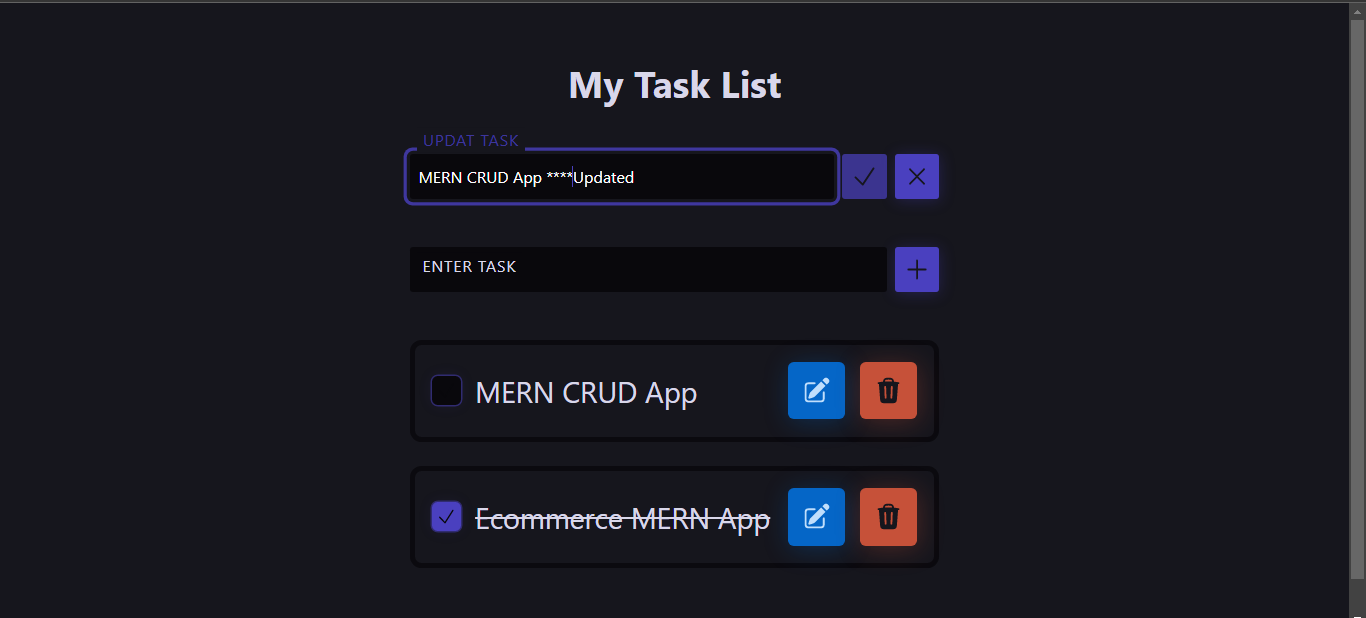 My Task List
UPDAT TASK
MERN CRUD App ****Updated
ENTER TASK
MERN CRUD App
Ecommerce MERN App